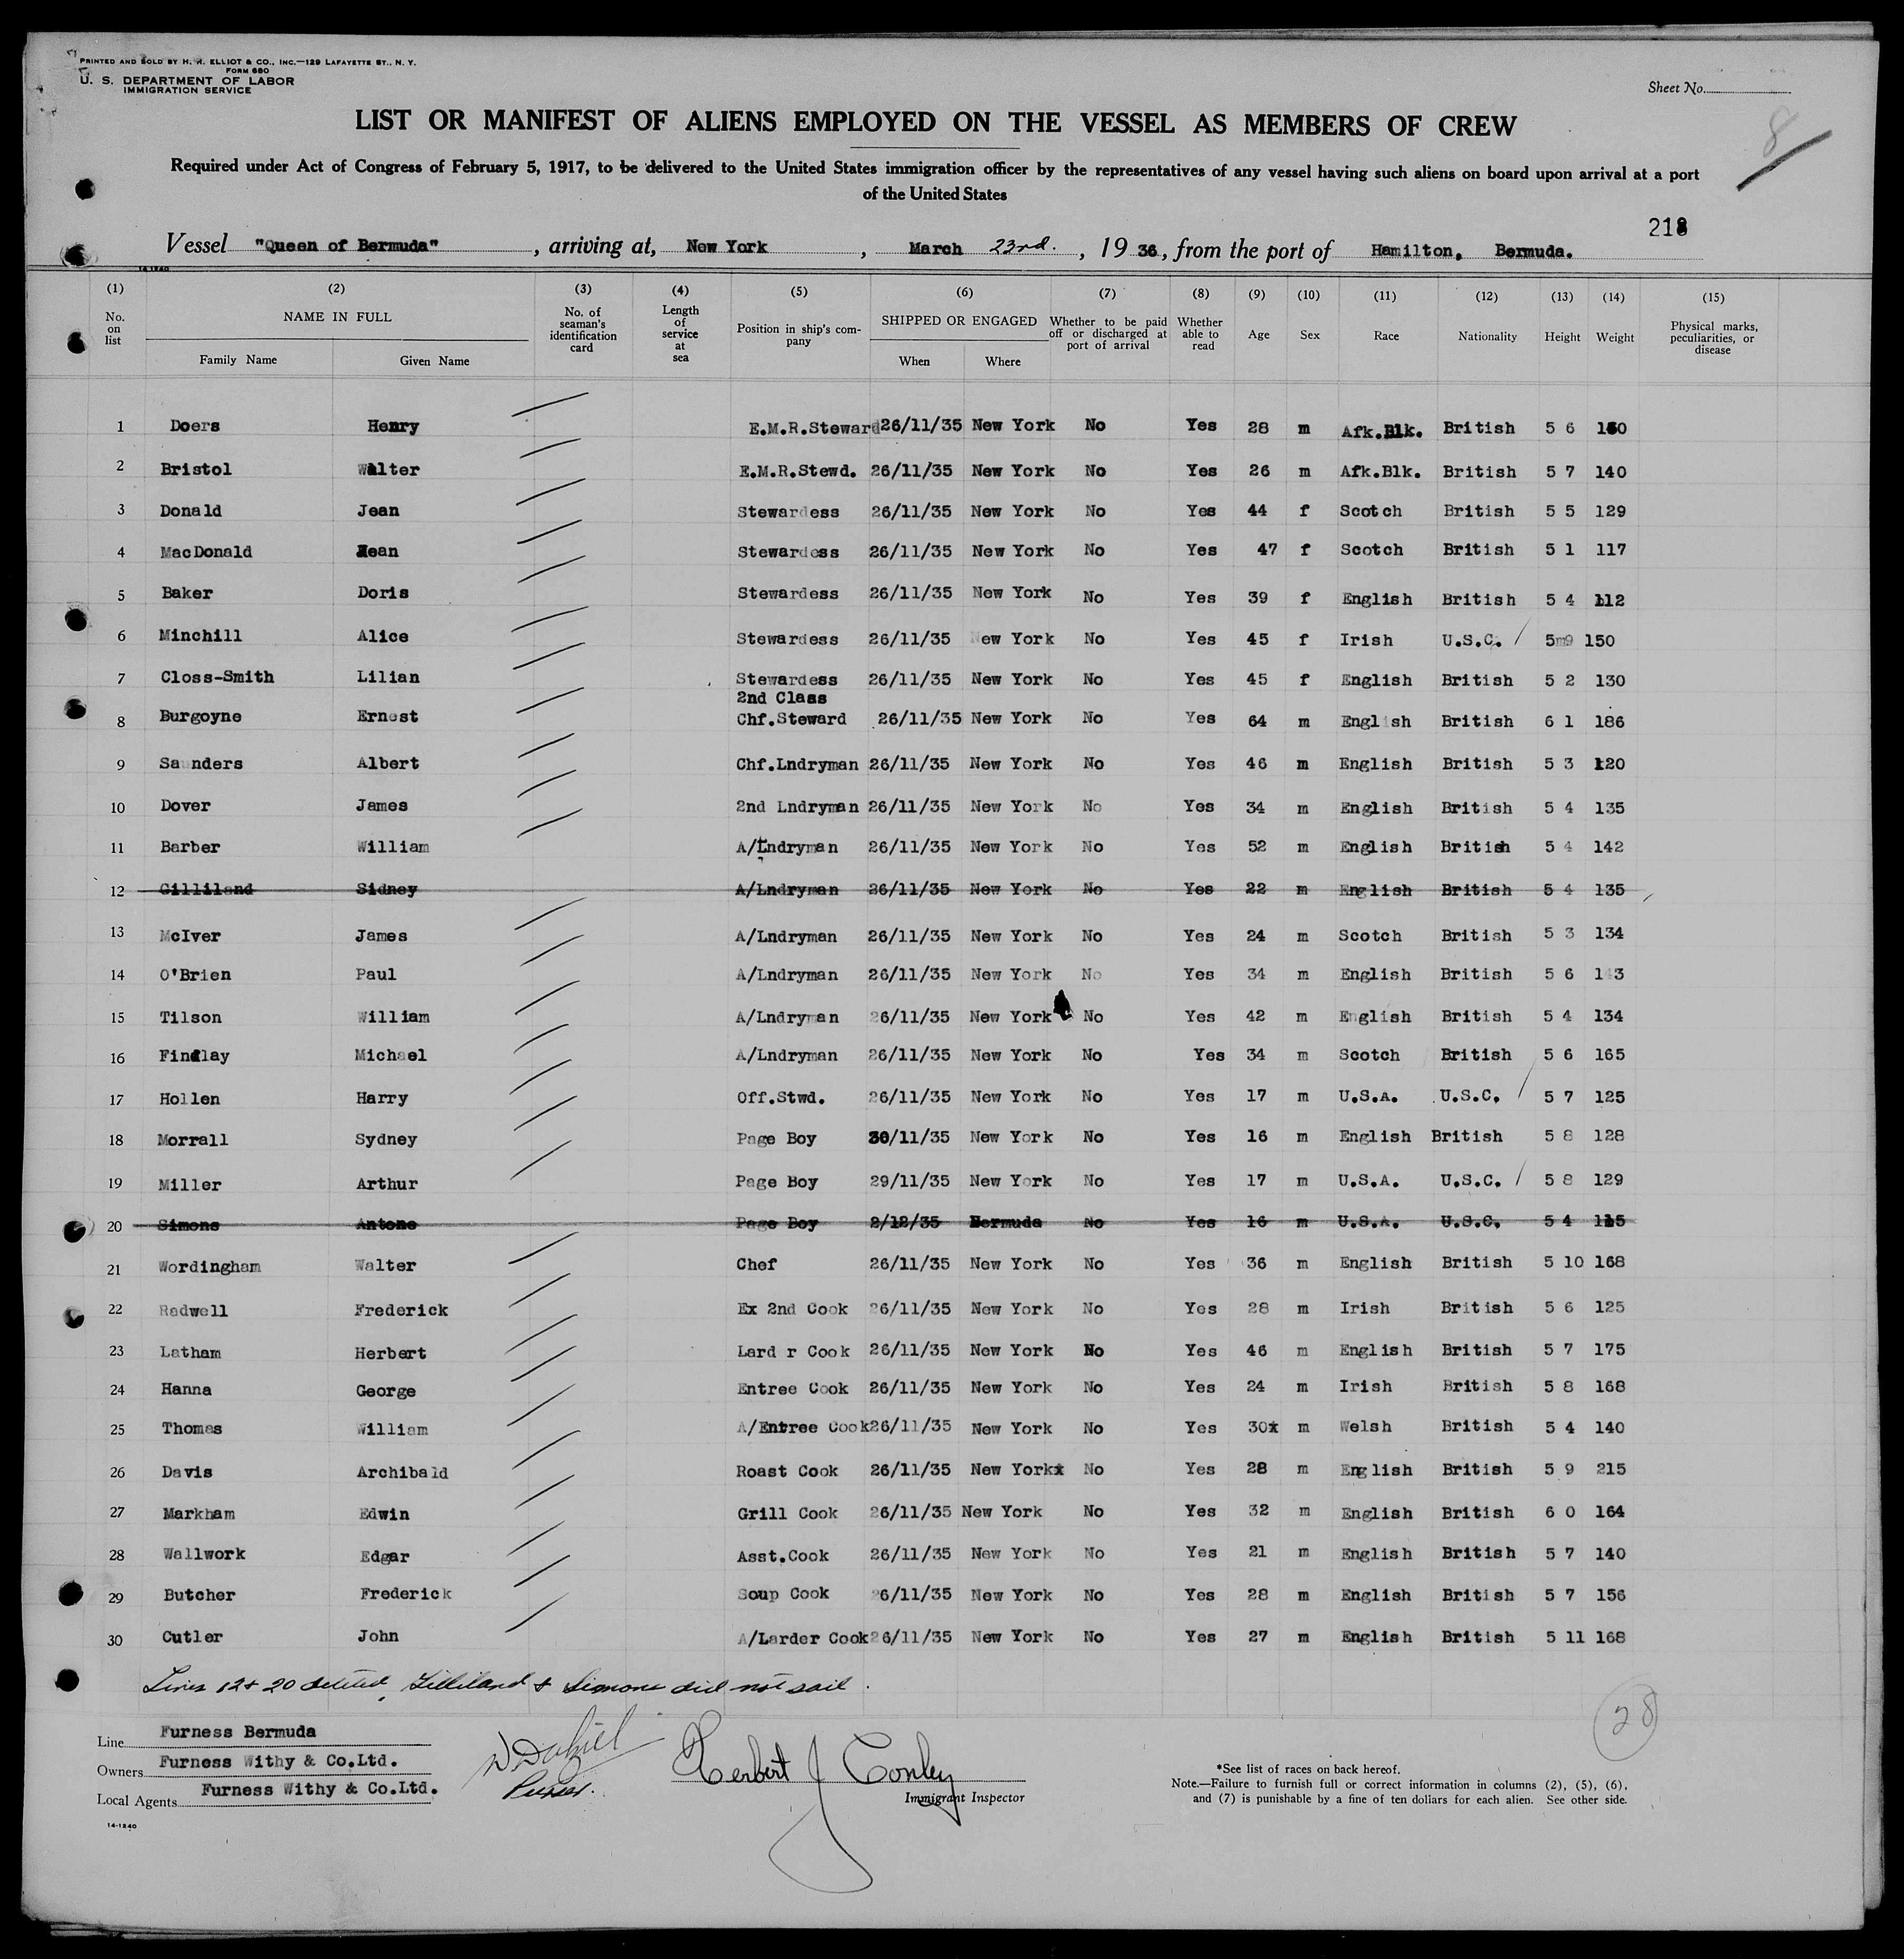 PRINTED AND SOLD BY H. A. ELLIOT & CO., INC.—129 LAFAYETTE ST., N. Y.
FORM 680
U. S. DEPARTMENT OF LABOR
IMMIGRATION SERVICE
Sheet No.
8
LIST OR MANIFEST OF ALIENS EMPLOYED ON THE VESSEL AS MEMBERS OF CREW
Required under Act of Congress of February 5, 1917, to be delivered to the United States immigration officer by the representatives of any vessel having such aliens on board upon arrival at a port
of the United States
218
Vessel "Queen of Bermuda", arriving at, New York, March 23rd., 1936, from the port of Hamilton, Bermuda.
14-1240
(1) (2) (3) (4) (5) (6) (7) (8) (9) (10) (11) (12) (13) (14) (15)
No. on list NAME IN FULL Family Name Given Name No. of seaman's identification card Length of service at sea Position in ship's company SHIPPED OR ENGAGED When Where Whether to be paid off or discharged at port of arrival Whether able to read Age Sex Race Nationality Height Weight Physical marks, peculiarities, or disease
1 Doers Henry E.M.R.Steward 26/11/35 New York No Yes 28 m Afk.Blk. British 5 6 150
2 Bristol Walter E.M.R.Stewd. 26/11/35 New York No Yes 26 m Afk.Blk. British 5 7 140
3 Donald Jean Stewardess 26/11/35 New York No Yes 44 f Scotch British 5 5 129
4 MacDonald Jean Stewardess 26/11/35 New York No Yes 47 f Scotch British 5 1 117
5 Baker Doris Stewardess 26/11/35 New York No Yes 39 f English British 5 4 112
6 Minchill Alice Stewardess 26/11/35 New York No Yes 45 f Irish U.S.C. 5m9 150
7 Closs-Smith Lilian Stewardess 26/11/35 New York No Yes 45 f English British 5 2 130
2nd Class
8 Burgoyne Ernest Chf.Steward 26/11/35 New York No Yes 64 m English British 6 1 186
9 Saunders Albert Chf.Lndryman 26/11/35 New York No Yes 46 m English British 5 3 120
10 Dover James 2nd Lndryman 26/11/35 New York No Yes 34 m English British 5 4 135
11 Barber William A/Lndryman 26/11/35 New York No Yes 52 m English British 5 4 142
12 Gilliland Sidney A/Lndryman 26/11/35 New York No Yes 22 m English British 5 4 135
13 McIver James A/Lndryman 26/11/35 New York No Yes 24 m Scotch British 5 3 134
14 O'Brien Paul A/Lndryman 26/11/35 New York No Yes 34 m English British 5 6 143
15 Tilson William A/Lndryman 26/11/35 New York No Yes 42 m English British 5 4 134
16 Findlay Michael A/Lndryman 26/11/35 New York No Yes 34 m Scotch British 5 6 165
17 Hollen Harry Off.Stwd. 26/11/35 New York No Yes 17 m U.S.A. U.S.C. 5 7 125
18 Morrall Sydney Page Boy 30/11/35 New York No Yes 16 m English British 5 8 128
19 Miller Arthur Page Boy 29/11/35 New York No Yes 17 m U.S.A. U.S.C. 5 8 129
20 Simons Antone Page Boy 2/12/35 Bermuda No Yes 16 m U.S.A. U.S.C. 5 4 115
21 Wordingham Walter Chef 26/11/35 New York No Yes 36 m English British 5 10 168
22 Radwell Frederick Ex 2nd Cook 26/11/35 New York No Yes 28 m Irish British 5 6 125
23 Latham Herbert Lard r Cook 26/11/35 New York No Yes 46 m English British 5 7 175
24 Hanna George Entree Cook 26/11/35 New York No Yes 24 m Irish British 5 8 168
25 Thomas William A/Entree Cook 26/11/35 New York No Yes 30x m Welsh British 5 4 140
26 Davis Archibald Roast Cook 26/11/35 New Yorkx No Yes 28 m English British 5 9 215
27 Markham Edwin Grill Cook 26/11/35 New York No Yes 32 m English British 6 0 164
28 Wallwork Edgar Asst.Cook 26/11/35 New York No Yes 21 m English British 5 7 140
29 Butcher Frederick Soup Cook 26/11/35 New York No Yes 28 m English British 5 7 156
30 Cutler John A/Larder Cook 26/11/35 New York No Yes 27 m English British 5 11 168
Lines 12 & 20 deleted, Gilliland & Simons did not sail.
28
Line Furness Bermuda
Owners Furness Withy & Co.Ltd.
Local Agents Furness Withy & Co.Ltd.
Purser.
Herbert J Conley
Immigrant Inspector
*See list of races on back hereof.
Note.—Failure to furnish full or correct information in columns (2), (5), (6),
and (7) is punishable by a fine of ten dollars for each alien. See other side.
14-1240